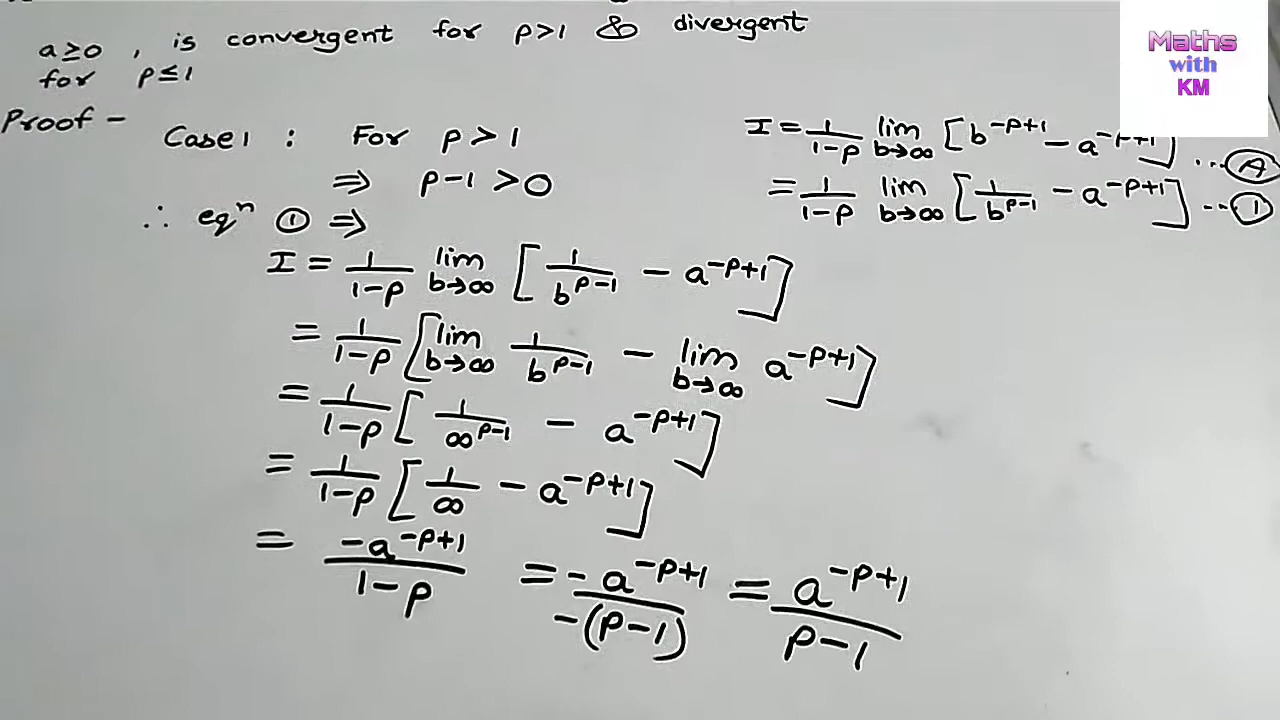 a≥0 , is convergent for p>1 & divergent
for p≤1
Maths
with
KM
Proof -
Case 1 : For p > 1
⇒ p-1 >0
∴ eqⁿ ① ⇒
I = 1/(1-p) lim b→∞ [b^(-p+1) - a^(-p+1)] ...Ⓐ
= 1/(1-p) lim b→∞ [1/b^(p-1) - a^(-p+1)] --①
I = 1/(1-p) lim b→∞ [1/b^(p-1) - a^(-p+1)]
= 1/(1-p) [lim b→∞ 1/b^(p-1) - lim b→∞ a^(-p+1)]
= 1/(1-p) [1/∞^(p-1) - a^(-p+1)]
= 1/(1-p) [1/∞ - a^(-p+1)]
= -a^(-p+1)/(1-p) = -a^(-p+1)/-(p-1) = a^(-p+1)/(p-1)